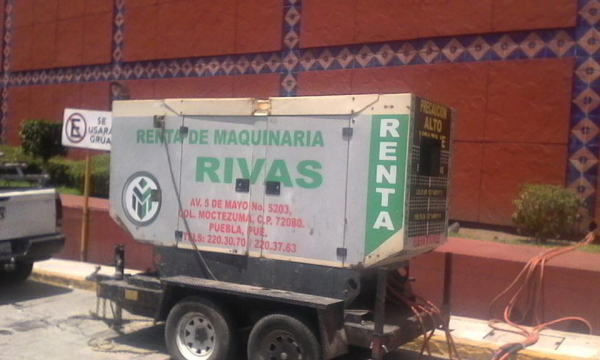 SE
USARA
GRUA
RENTA DE MAQUINARIA
RIVAS
AV. 5 DE MAYO No. 5203,
COL. MOCTEZUMA, C.P. 72080.
PUEBLA, PUE.
TELS: 220.30.70 220.37.63
RENTA
PRECAUCION
ALTO